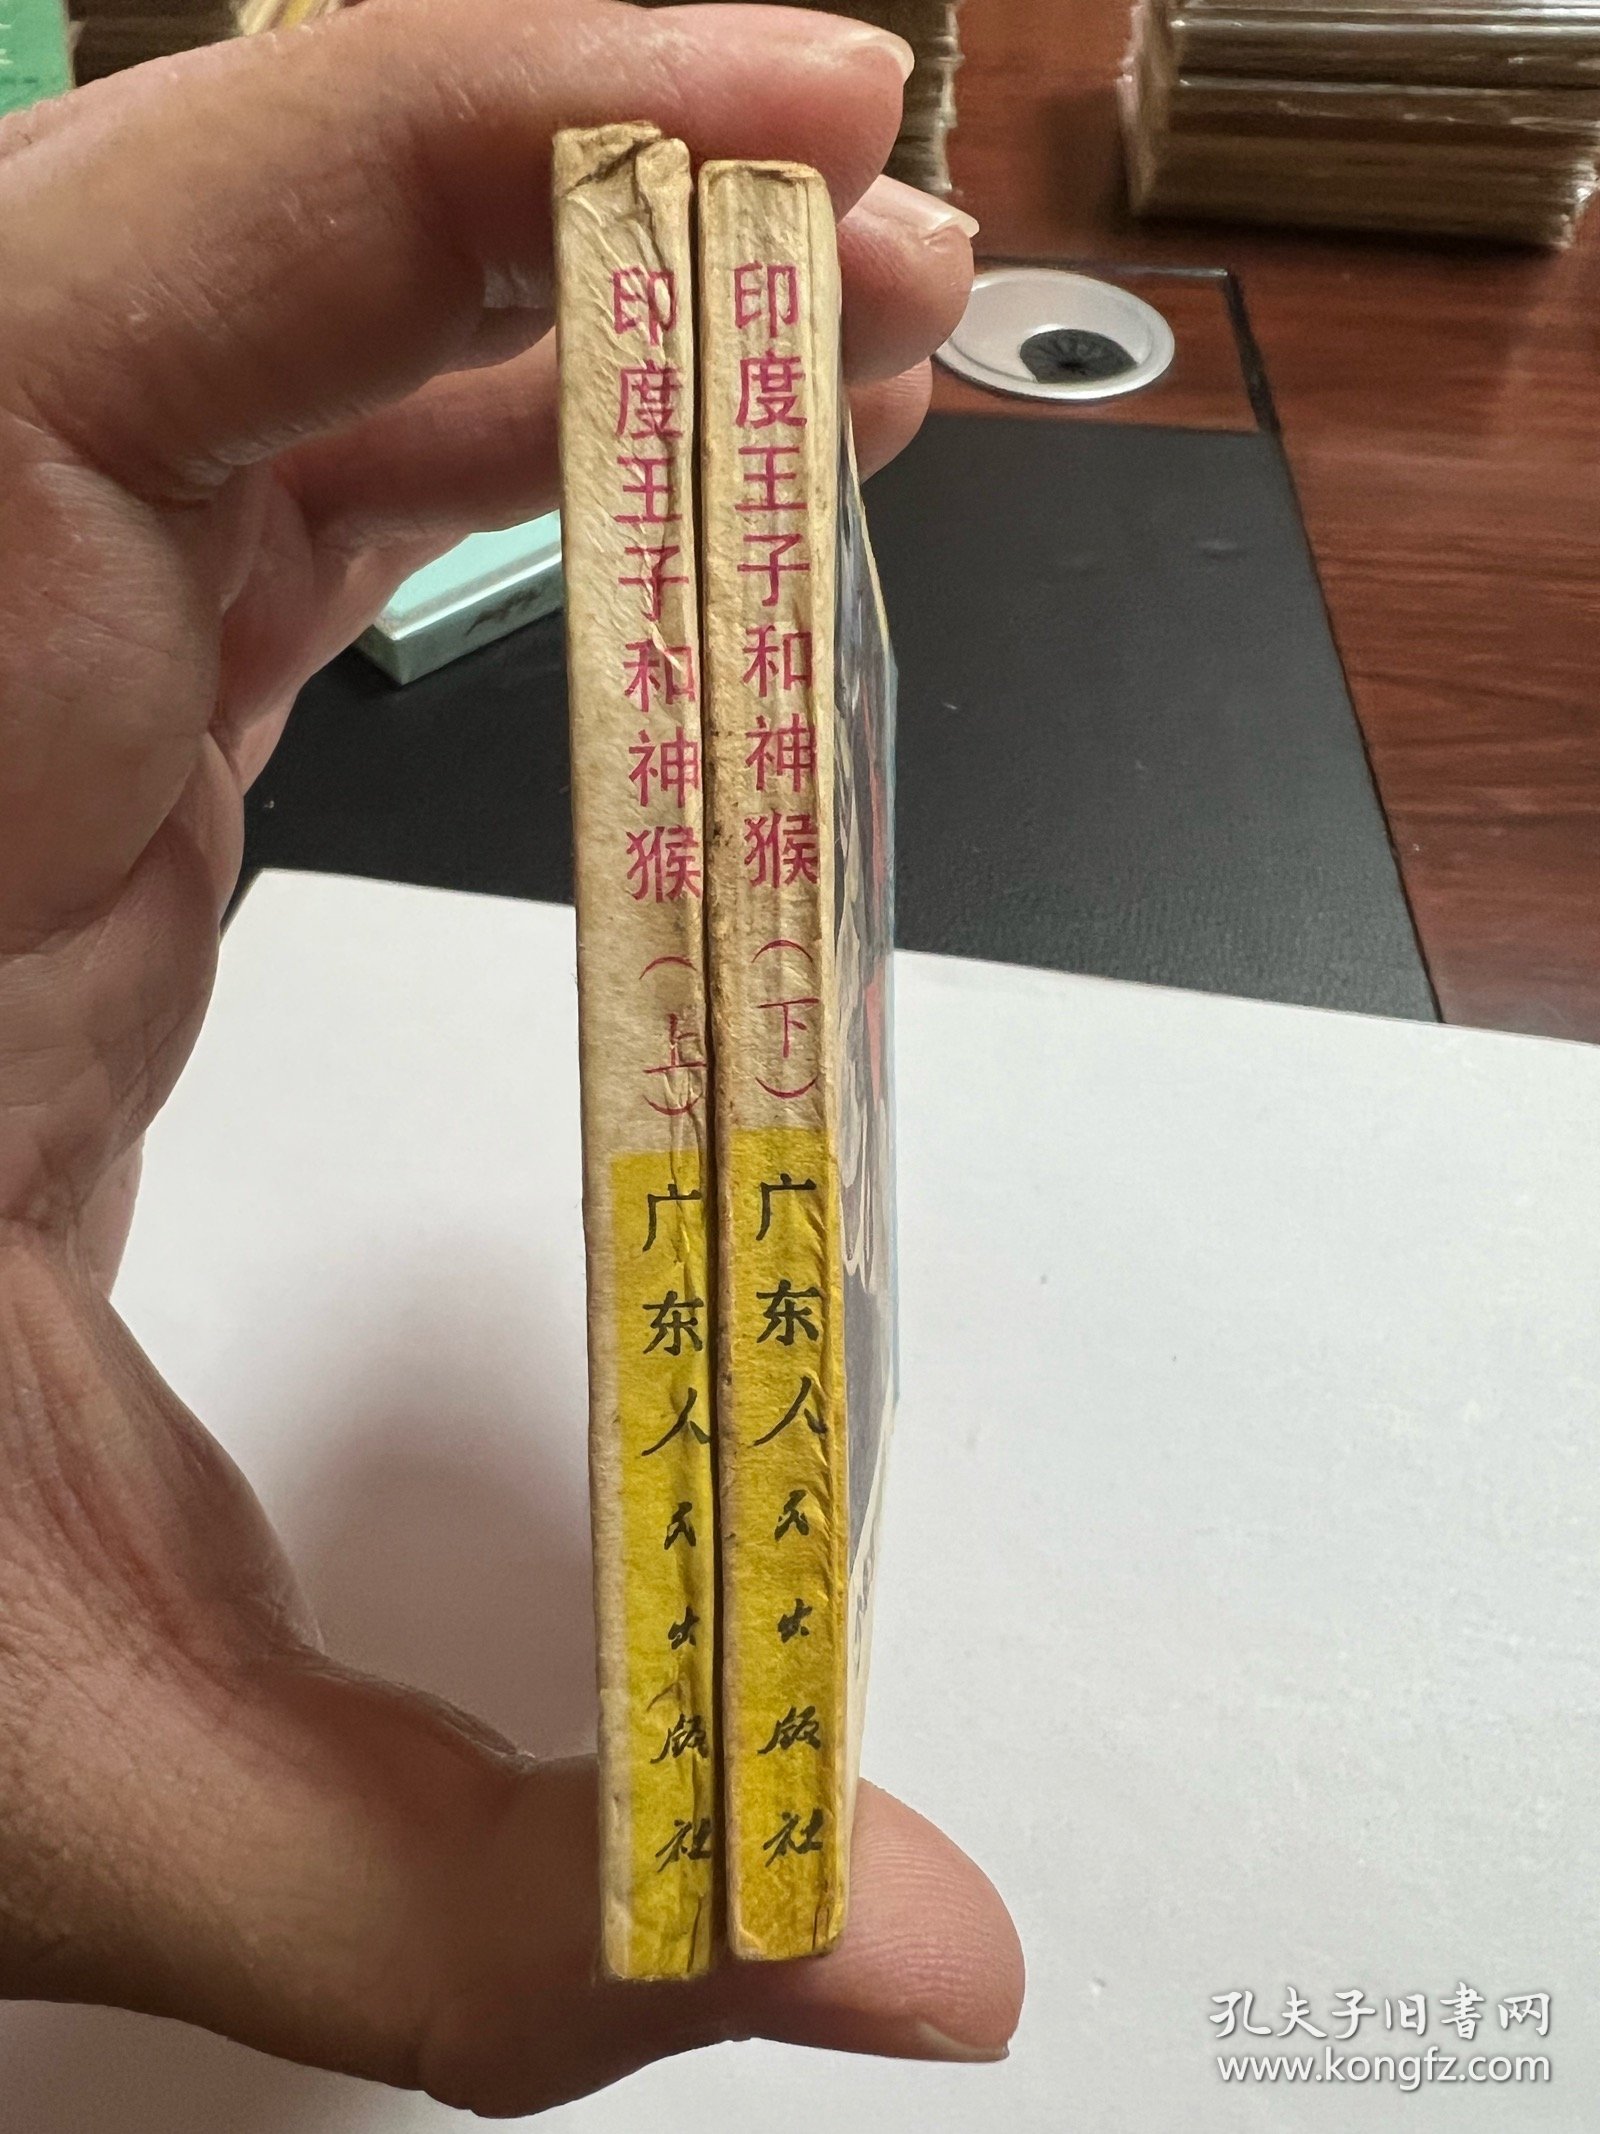 印度王子和神猴（上）
广东人民出版社
印度王子和神猴（下）
广东人民出版社
孔夫子旧書网
www.kongfz.com